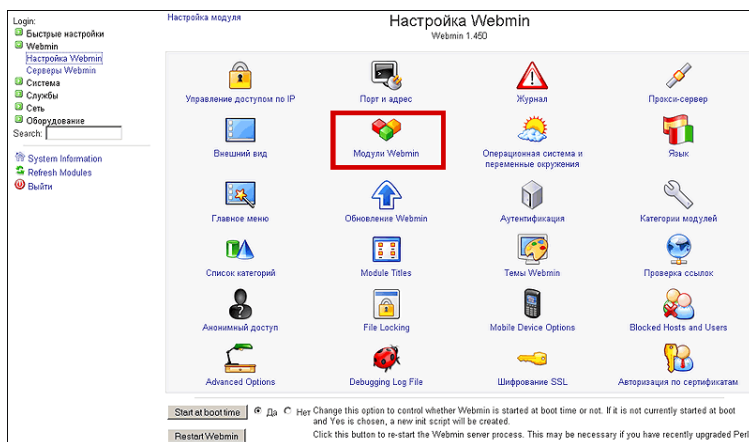 Login:
Быстрые настройки
Webmin
Настройка Webmin
Серверы Webmin
Система
Службы
Сеть
Оборудование
Search:
System Information
Refresh Modules
Выйти
Настройка модуля
Настройка Webmin
Webmin 1.450
Управление доступом по IP
Порт и адрес
Журнал
Прокси-сервер
Внешний вид
Модули Webmin
Операционная система и
переменные окружения
Язык
Главное меню
Обновление Webmin
Аутентификация
Категории модулей
Список категорий
Module Titles
Темы Webmin
Проверка ссылок
Анонимный доступ
File Locking
Mobile Device Options
Blocked Hosts and Users
Advanced Options
Debugging Log File
Шифрование SSL
Авторизация по сертификатам
Start at boot time Да Нет Change this option to control whether Webmin is started at boot time or not. If it is not currently started at boot
and Yes is chosen, a new init script will be created.
Restart Webmin Click this button to re-start the Webmin server process. This may be necessary if you have recently upgraded Perl